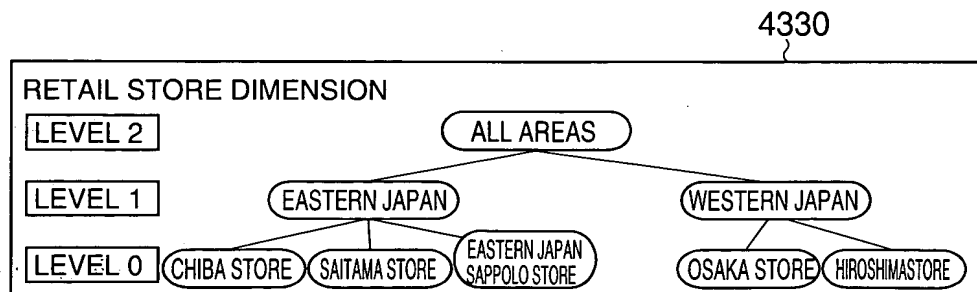 4330
RETAIL STORE DIMENSION
LEVEL 2 ALL AREAS
LEVEL 1 EASTERN JAPAN WESTERN JAPAN
LEVEL 0 CHIBA STORE SAITAMA STORE EASTERN JAPAN SAPPOLO STORE OSAKA STORE HIROSHIMASTORE